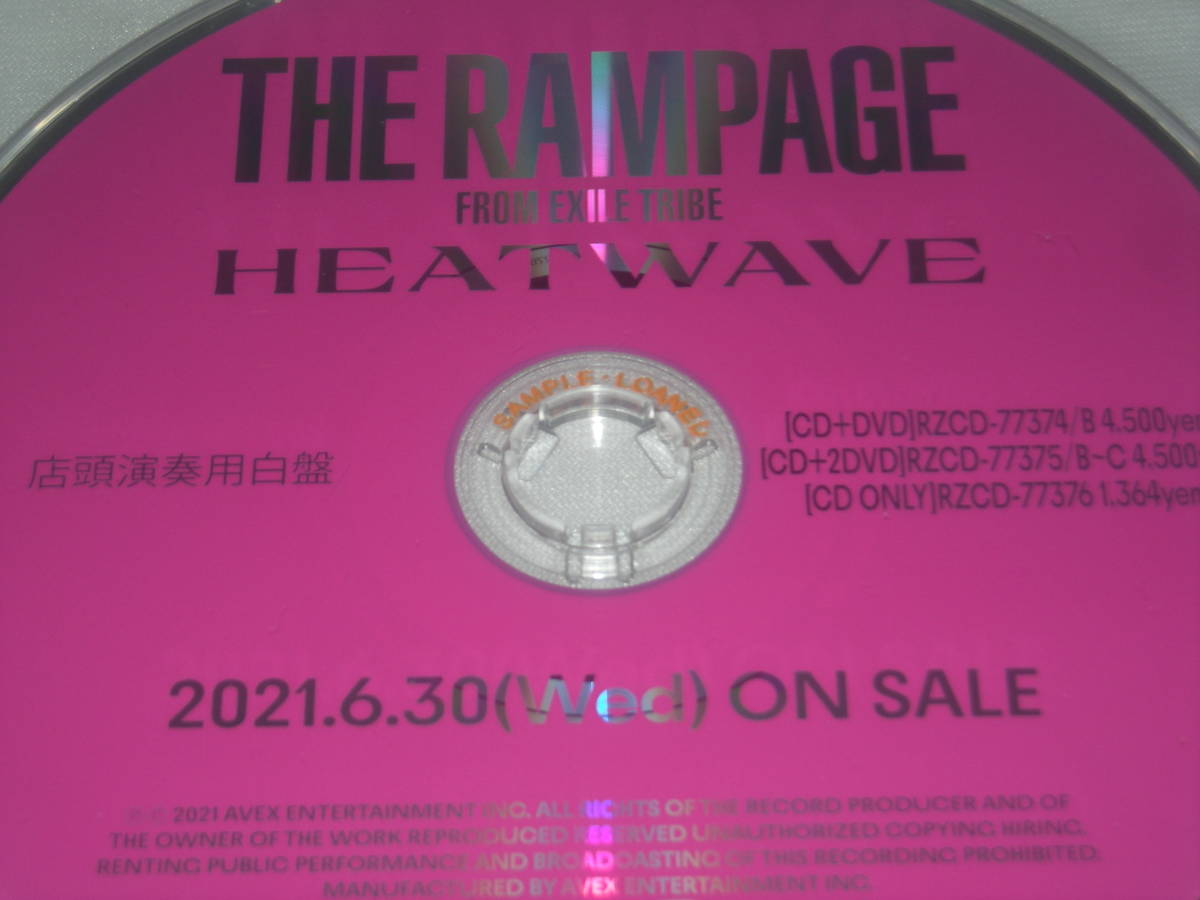 THE RAMPAGE
FROM EXILE TRIBE
HEATWAVE
SAMPLE・LOANED
店頭演奏用白盤
[CD+DVD]RZCD-77374/B 4.500yen
[CD+2DVD]RZCD-77375/B~C 4.500
[CD ONLY]RZCD-77376 1.364yen
2021.6.30(Wed) ON SALE
2021 AVEX ENTERTAINMENT INC. ALL RIGHTS OF THE RECORD PRODUCER AND OF
THE OWNER OF THE WORK REPRODUCED RESERVED UNAUTHORIZED COPYING HIRING.
RENTING PUBLIC PERFORMANCE AND BROADCASTING OF THIS RECORDING PROHIBITED.
MANUFACTURED BY AVEX ENTERTAINMENT INC.